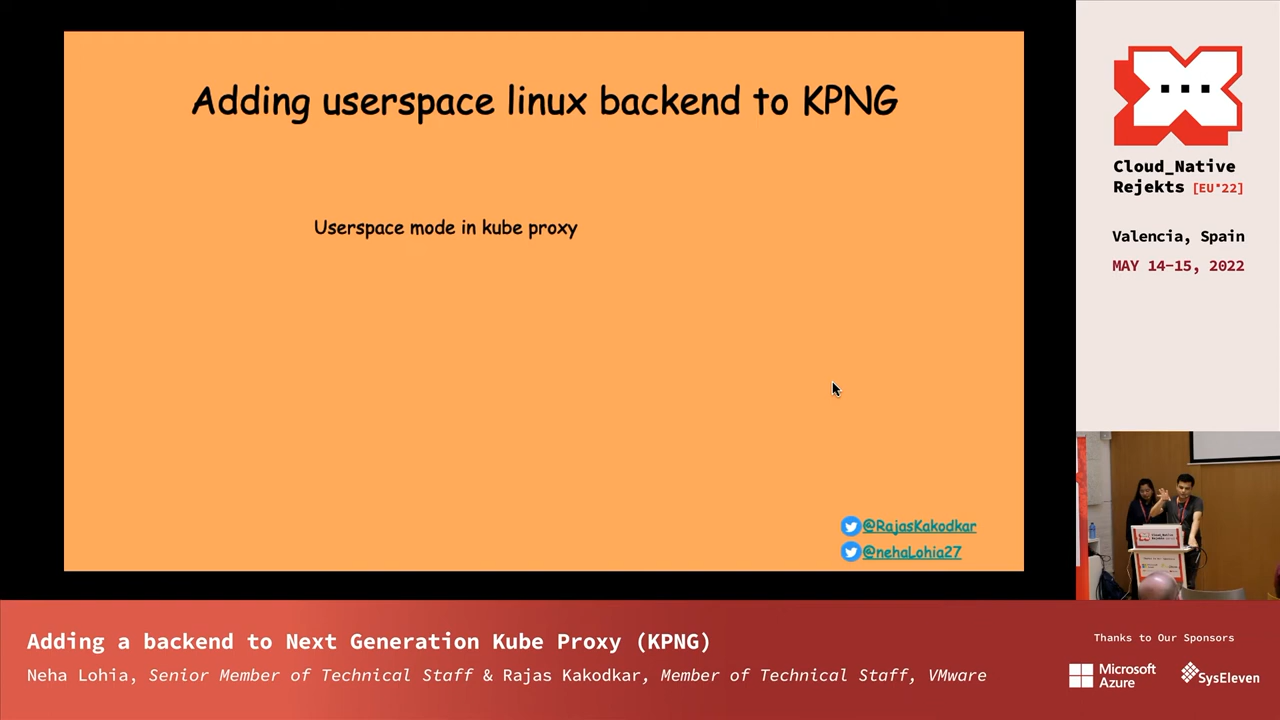 Adding userspace linux backend to KPNG
Userspace mode in kube proxy
@RajasKakodkar
@nehaLohia27
Cloud_Native
Rejekts [EU'22]
Valencia, Spain
MAY 14-15, 2022
Adding a backend to Next Generation Kube Proxy (KPNG)
Neha Lohia, Senior Member of Technical Staff & Rajas Kakodkar, Member of Technical Staff, VMware
Thanks to Our Sponsors
Microsoft
Azure
SysEleven